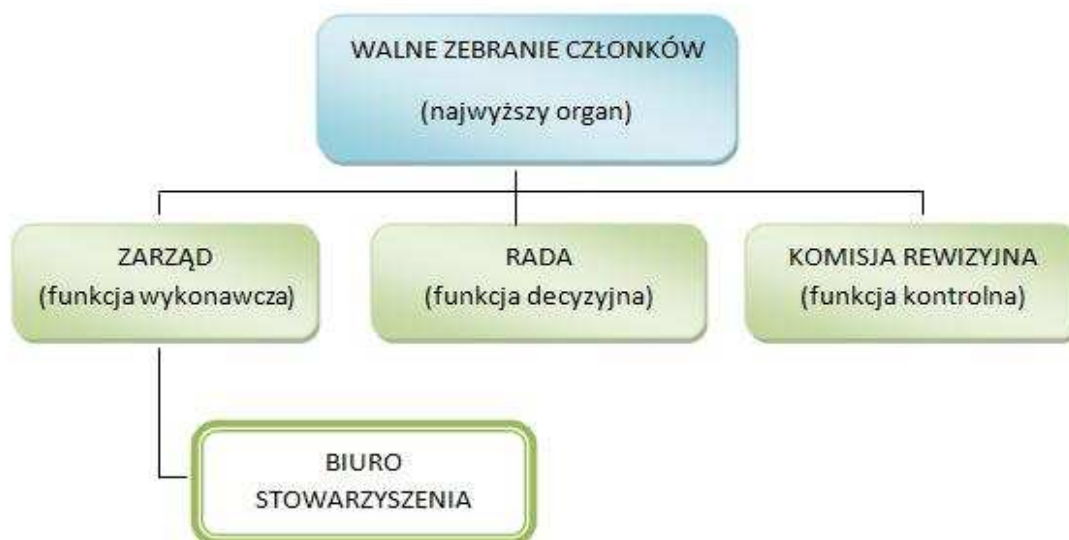 WALNE ZEBRANIE CZŁONKÓW
(najwyższy organ)
ZARZĄD
(funkcja wykonawcza)
RADA
(funkcja decyzyjna)
KOMISJA REWIZYJNA
(funkcja kontrolna)
BIURO
STOWARZYSZENIA